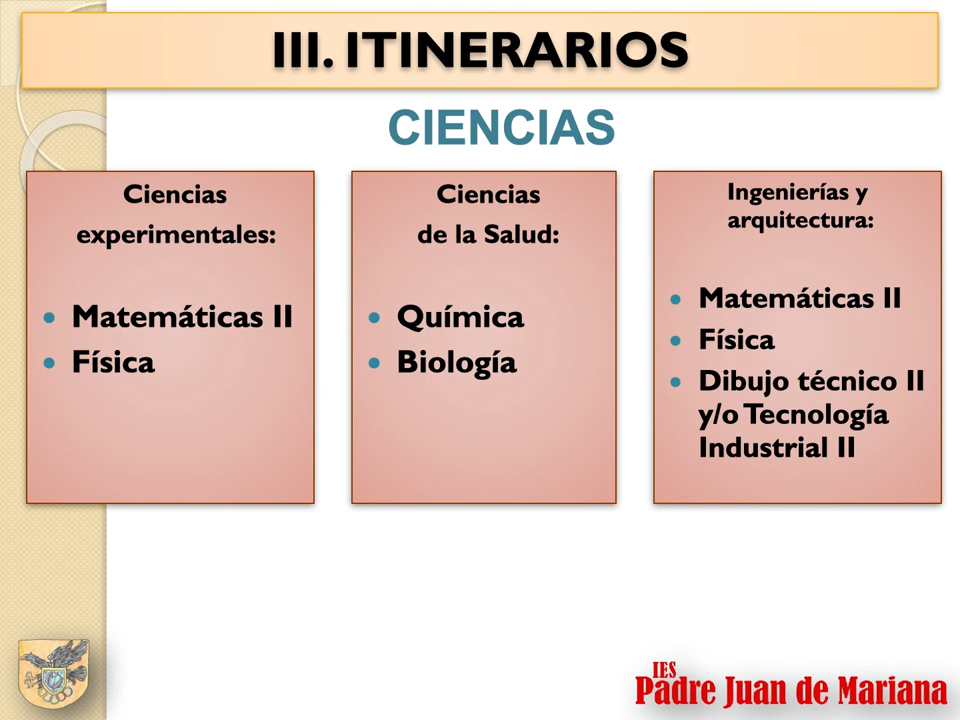 III. ITINERARIOS
CIENCIAS
Ciencias
experimentales:
• Matemáticas II
• Física
Ciencias
de la Salud:
• Química
• Biología
Ingenierías y
arquitectura:
• Matemáticas II
• Física
• Dibujo técnico II
y/o Tecnología
Industrial II
IES
Padre Juan de Mariana